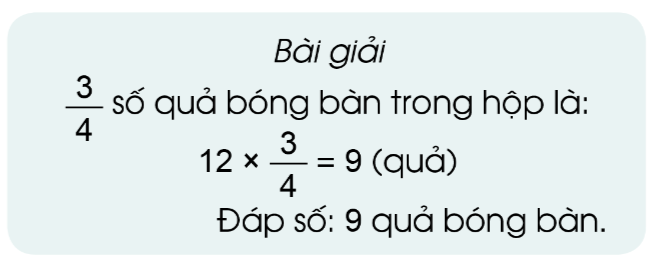 Bài giải
3/4 số quả bóng bàn trong hộp là:
12 × 3/4 = 9 (quả)
Đáp số: 9 quả bóng bàn.